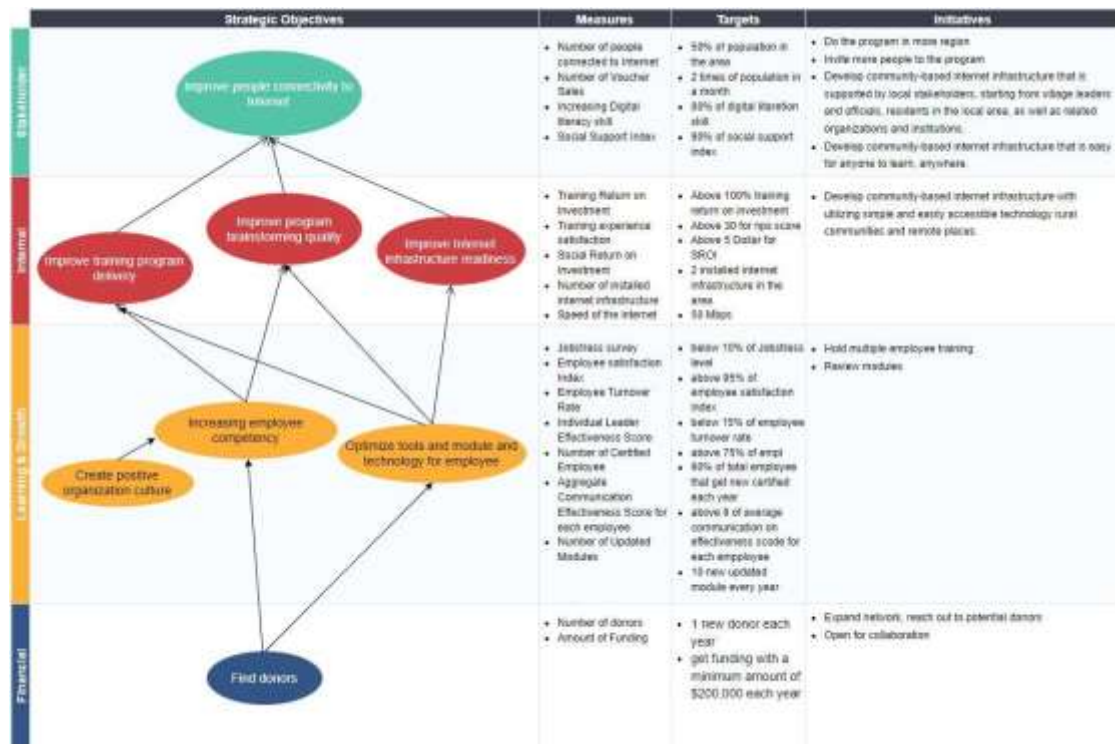 Strategic Objectives
Measures
Targets
Initiatives
Stakeholder
Improve people connectivity to
Internet
• Number of people
connected to Internet
• Number of Voucher
Sales
• Increasing Digital
literacy skill
• Social Support Index
• 50% of population in
the area
• 2 times of population in
a month
• 80% of digital literation
skill
• 90% of social support
index
• Do the program in more region
• Invite more people to the program
• Develop community-based internet infrastructure that is
supported by local stakeholders, starting from village leaders
and officials, residents in the local area, as well as related
organizations and institutions.
• Develop community-based internet infrastructure that is easy
for anyone to learn, anywhere.
Internal
Improve training program
delivery
Improve program
brainstorming quality
Improve Internet
infrastructure readiness
• Training Return on
Investment
• Training experience
satisfaction
• Social Return on
Investment
• Number of installed
internet infrastructure
• Speed of the internet
• Above 100% training
return on investment
• Above 30 for nps score
• Above 5 Dollar for
SROI
• 2 installed internet
infrastructure in the
area
• 50 Mbps
• Develop community-based internet infrastructure with
utilizing simple and easily accessible technology rural
communities and remote places.
Learning & Growth
Increasing employee
competency
Optimize tools and module and
technology for employee
Create positive
organization culture
• Jobstress survey
• Employee satisfaction
Index
• Employee Turnover
Rate
• Individual Leader
Effectiveness Score
• Number of Certified
Employee
• Aggregate
Communication
Effectiveness Score for
each employee
• Number of Updated
Modules
• below 10% of Jobstress
level
• above 95% of
employee satisfaction
index
• below 15% of employee
turnover rate
• above 75% of empl
• 60% of total employee
that get new certified
each year
• above 8 of average
communication on
effectiveness scode for
each empployee
• 10 new updated
module every year
• Hold multiple employee training
• Review modules
Financial
Find donors
• Number of donors
• Amount of Funding
• 1 new donor each
year
• get funding with a
minimum amount of
$200,000 each year
• Expand network, reach out to potential donors
• Open for collaboration